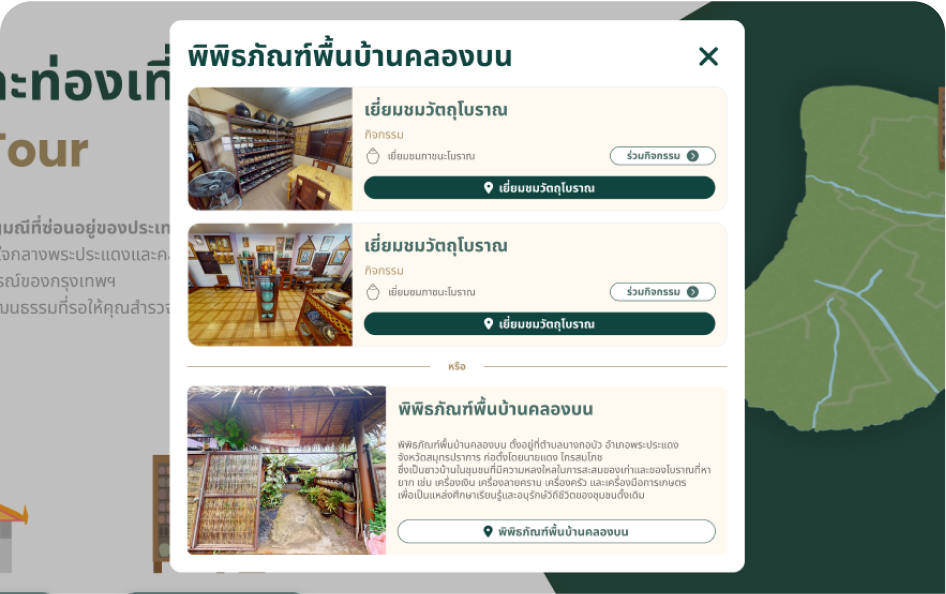 พิพิธภัณฑ์พื้นบ้านคลองบน
ะท่องเที่
Tour
มณีที่ซ่อนอยู่ของประเท
ใจกลางพระประแดงและค
รณ์ของกรุงเทพฯ
ฒนธรรมที่รอให้คุณสำรวจ
เยี่ยมชมวัตถุโบราณ
กิจกรรม
เยี่ยมชมภาชนะโบราณ
ร่วมกิจกรรม
เยี่ยมชมวัตถุโบราณ
เยี่ยมชมวัตถุโบราณ
กิจกรรม
เยี่ยมชมภาชนะโบราณ
ร่วมกิจกรรม
เยี่ยมชมวัตถุโบราณ
หรือ
พิพิธภัณฑ์พื้นบ้านคลองบน
พิพิธภัณฑ์พื้นบ้านคลองบน ตั้งอยู่ที่ตำบลบางกอบัว อำเภอพระประแดง
จังหวัดสมุทรปราการ ก่อตั้งโดยนายแดง ไกรสมโภช
ซึ่งเป็นชาวบ้านในชุมชนที่มีความหลงใหลในการสะสมของเก่าและของโบราณที่หา
ยาก เช่น เครื่องเงิน เครื่องลายคราม เครื่องครัว และเครื่องมือการเกษตร
เพื่อเป็นแหล่งศึกษาเรียนรู้และอนุรักษ์วิถีชีวิตของชุมชนดั้งเดิม
พิพิธภัณฑ์พื้นบ้านคลองบน